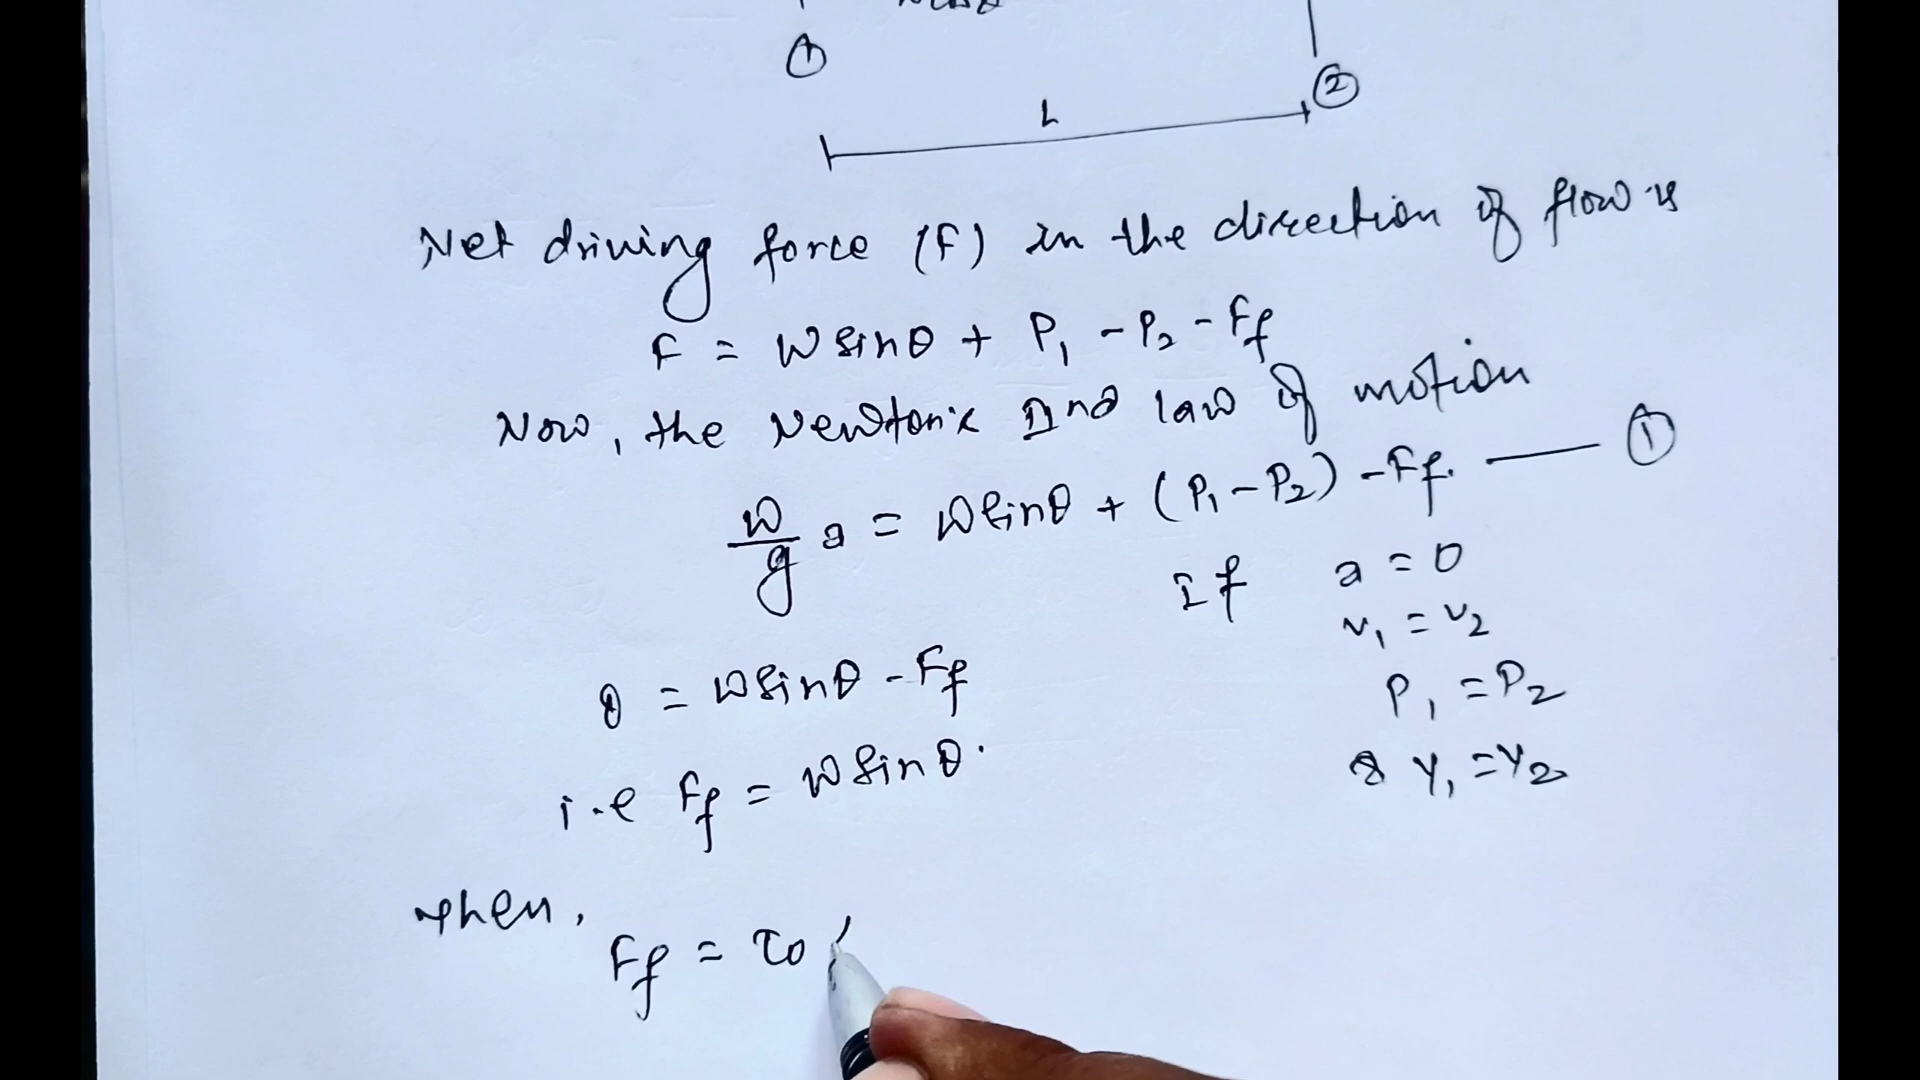 ①
②
L
Net driving force (F) in the direction of flow is
F = W sinθ + P₁ - P₂ - Ff
Now, the Newton's IInd law of motion
W/g a = W sinθ + (P₁ - P₂) - Ff. —— ①
If a = 0
v₁ = v₂
P₁ = P₂
& Y₁ = Y₂
0 = W sinθ - Ff
i.e Ff = W sinθ.
Then,
Ff = τo